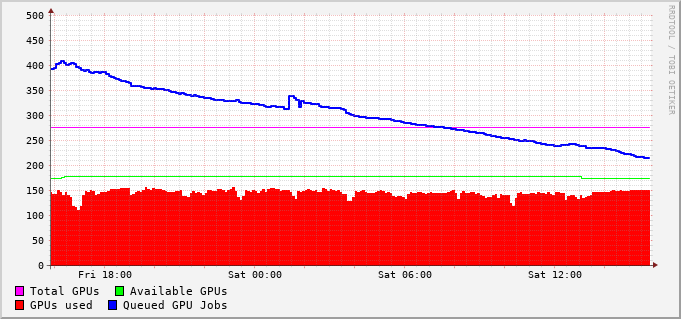 500
450
400
350
300
250
200
150
100
50
0
Fri 18:00 Sat 00:00 Sat 06:00 Sat 12:00
Total GPUs Available GPUs
GPUs used Queued GPU Jobs
RRDTOOL / TOBI OETIKER